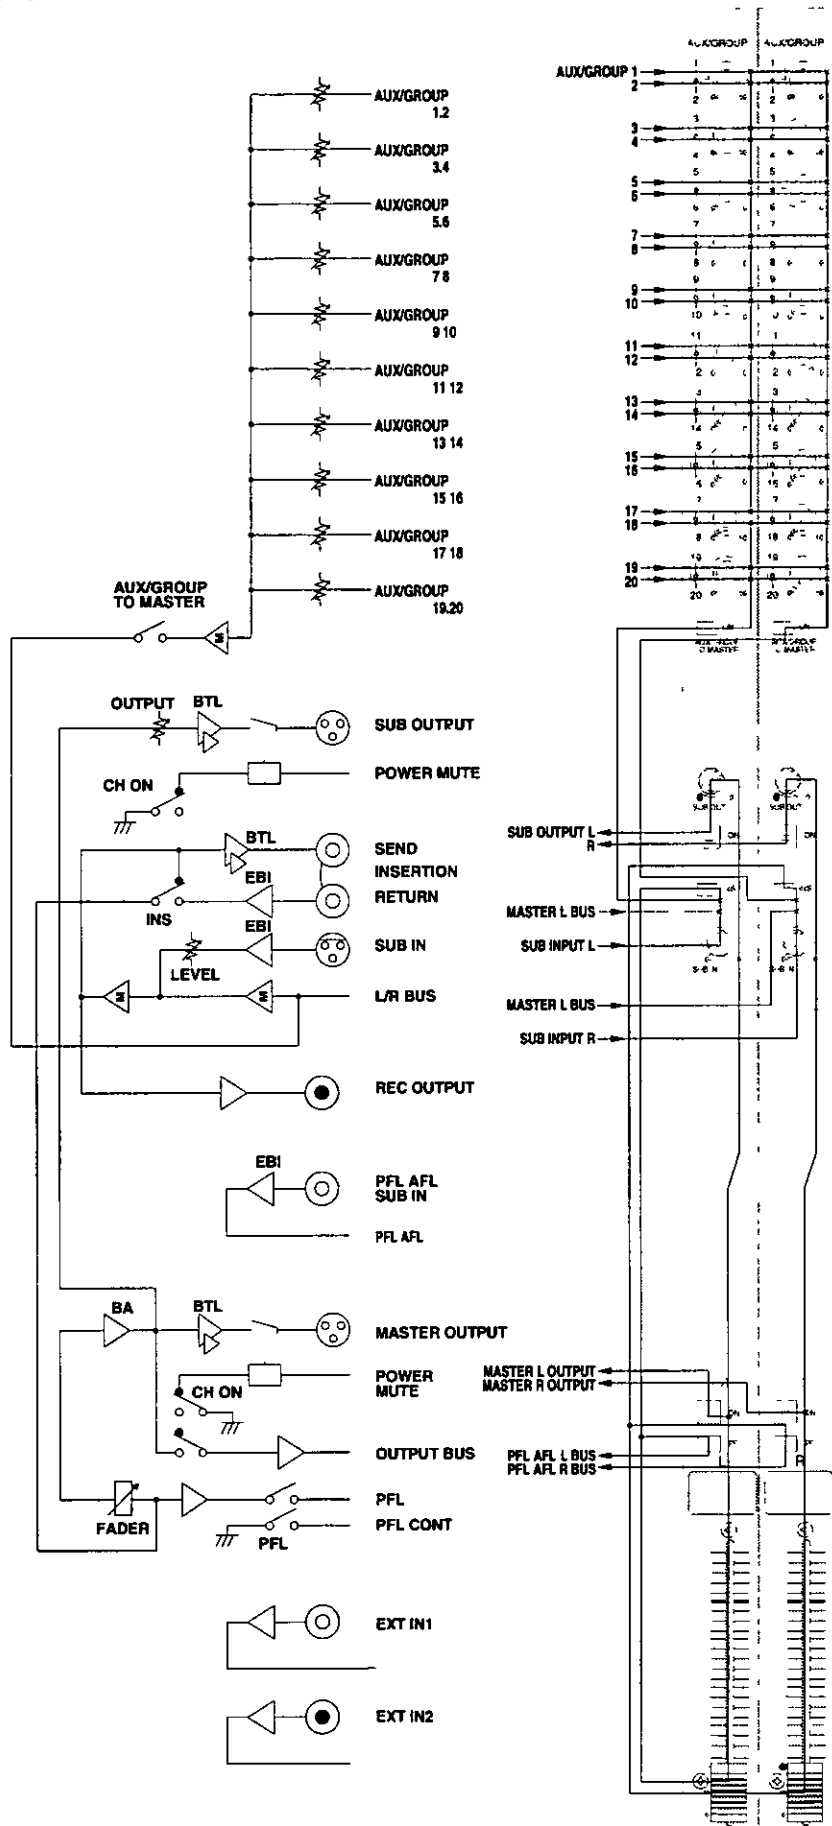 AUX/GROUP
1.2
AUX/GROUP
3.4
AUX/GROUP
5.6
AUX/GROUP
7 8
AUX/GROUP
9 10
AUX/GROUP
11 12
AUX/GROUP
13 14
AUX/GROUP
15 16
AUX/GROUP
17 18
AUX/GROUP
19.20
AUX/GROUP
TO MASTER
M
OUTPUT
BTL
SUB OUTPUT
CH ON
POWER MUTE
BTL
SEND
INSERTION
EBI
RETURN
INS
EBI
SUB IN
LEVEL
M
M
L/R BUS
REC OUTPUT
EBI
PFL AFL
SUB IN
PFL AFL
BA
BTL
MASTER OUTPUT
CH ON
POWER
MUTE
OUTPUT BUS
FADER
PFL
PFL
PFL CONT
EXT IN1
EXT IN2
AUX/GROUP AUX/GROUP
AUX/GROUP 1
2
3
4
5
6
7
8
9
10
11
12
13
14
15
16
17
18
19
20
SUB OUTPUT L
R
MASTER L BUS
SUB INPUT L
MASTER L BUS
SUB INPUT R
MASTER L OUTPUT
MASTER R OUTPUT
PFL AFL L BUS
PFL AFL R BUS
R